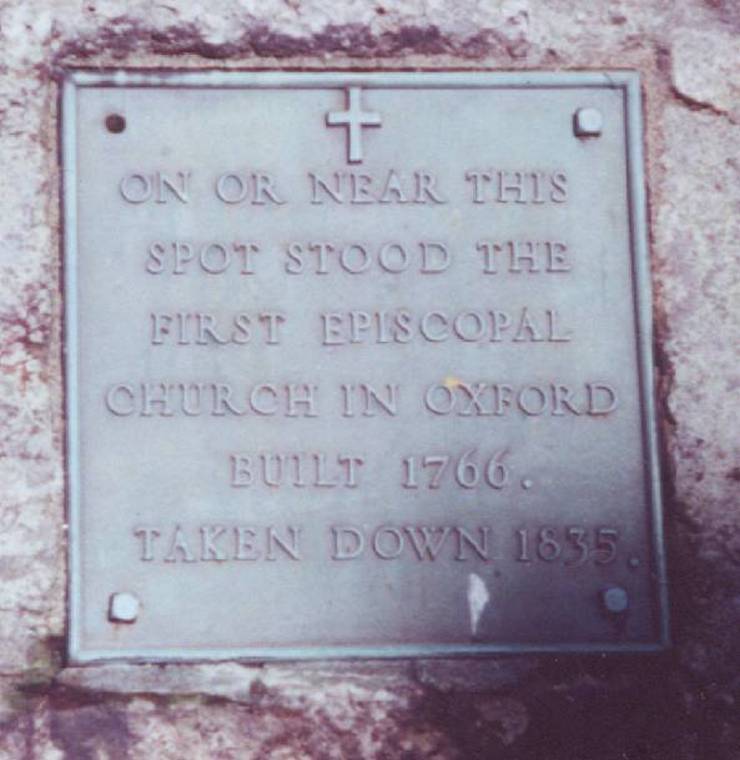 ON OR NEAR THIS
SPOT STOOD THE
FIRST EPISCOPAL
CHURCH IN OXFORD
BUILT 1766.
TAKEN DOWN 1835.